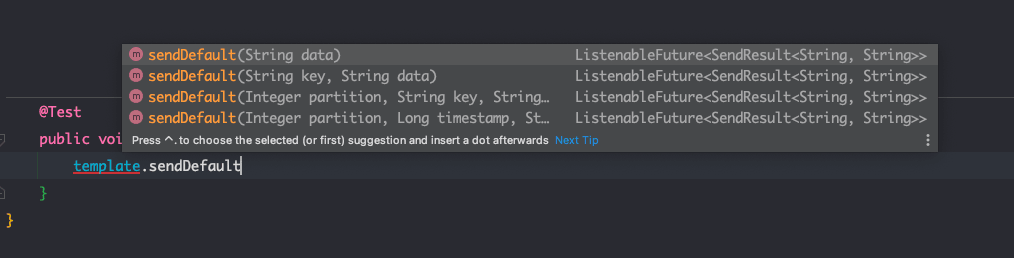 m sendDefault(String data) ListenableFuture<SendResult<String, String>>
m sendDefault(String key, String data) ListenableFuture<SendResult<String, String>>
m sendDefault(Integer partition, String key, String… ListenableFuture<SendResult<String, String>>
m sendDefault(Integer partition, Long timestamp, St… ListenableFuture<SendResult<String, String>>
@Test
Press ^. to choose the selected (or first) suggestion and insert a dot afterwards Next Tip
public voi
template.sendDefault
}
}